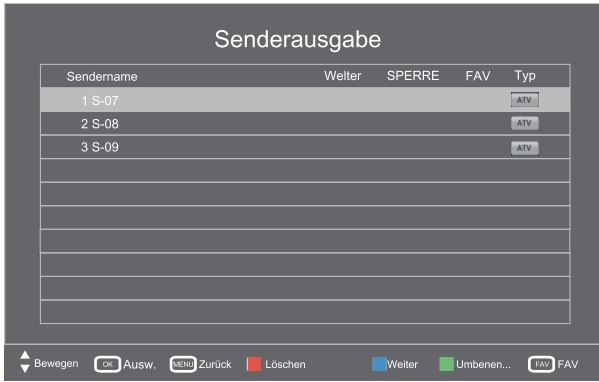 Senderausgabe
Sendername Welter SPERRE FAV Typ
1 S-07 ATV
2 S-08 ATV
3 S-09 ATV
Bewegen OK Ausw. MENU Zurück Löschen Weiter Umbenen... FAV FAV